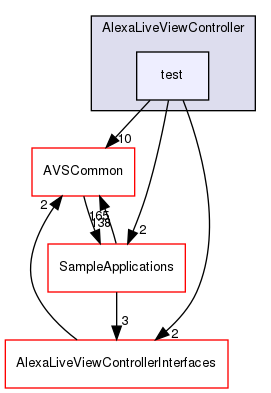 AlexaLiveViewController
test
10
AVSCommon
2
165
138
2
SampleApplications
3
2
AlexaLiveViewControllerInterfaces